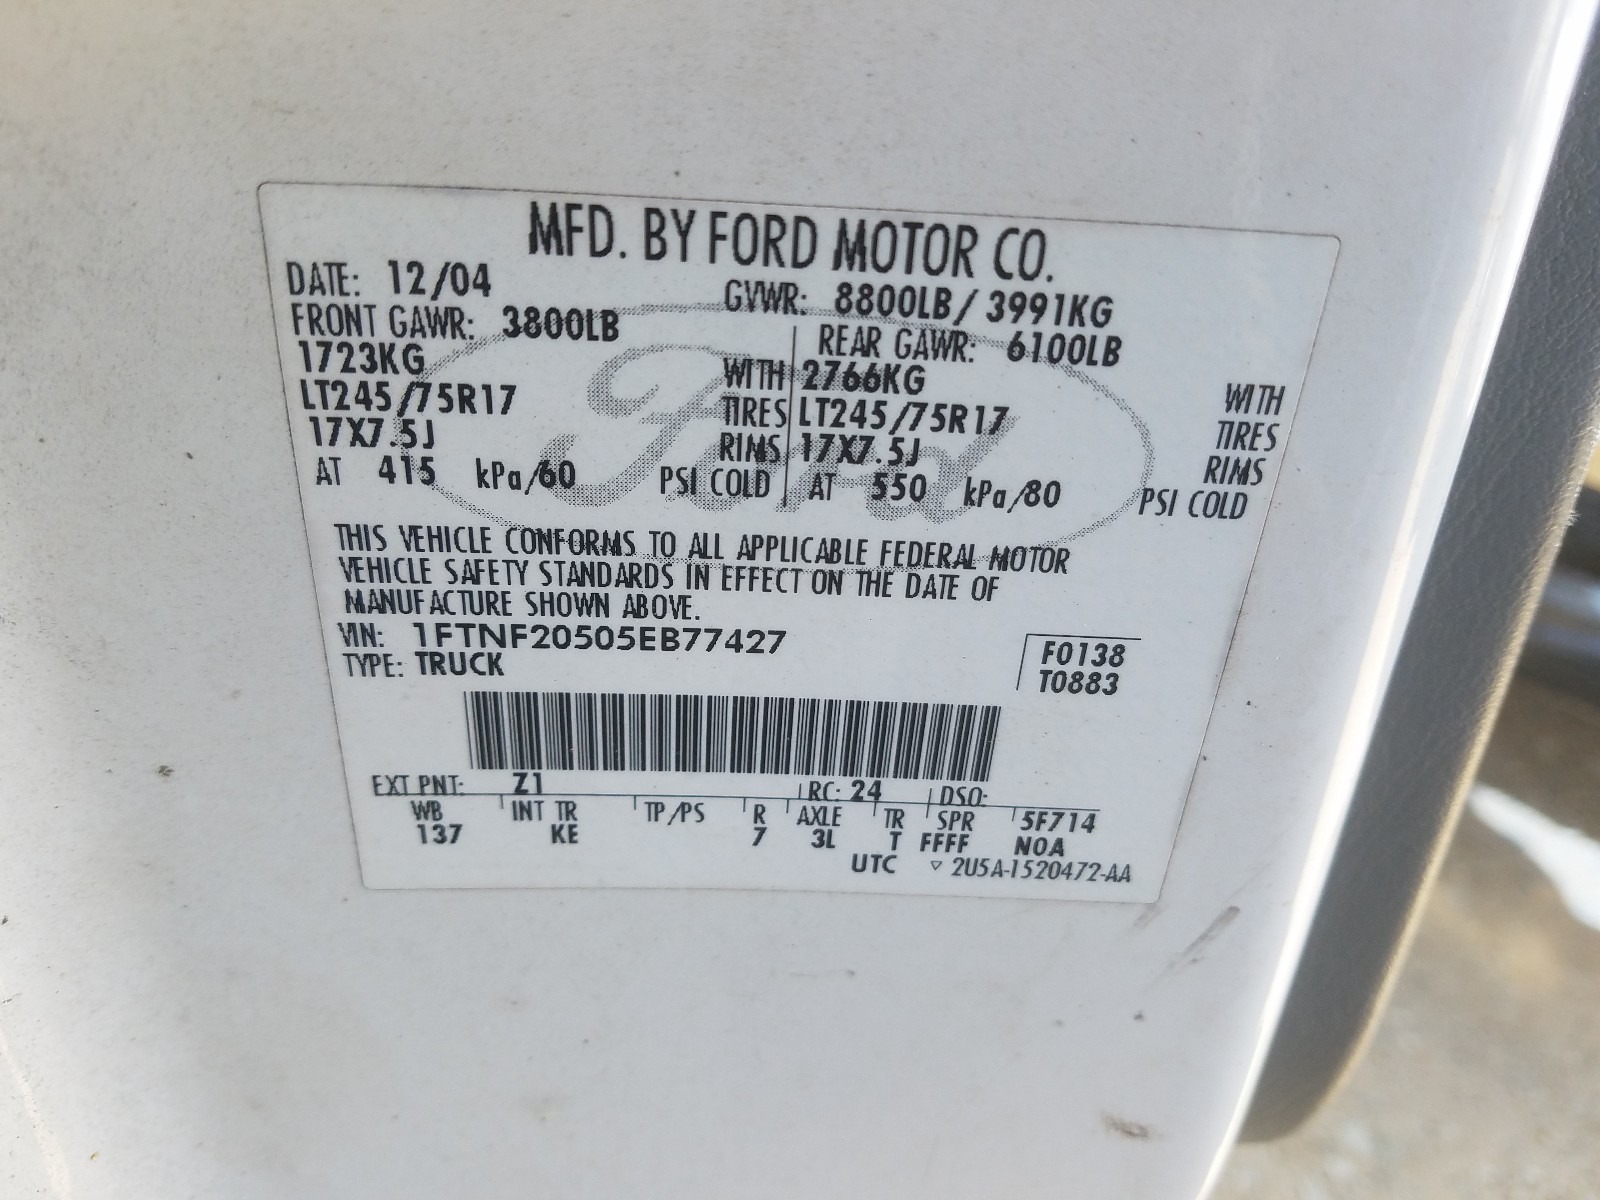 MFD. BY FORD MOTOR CO.
DATE: 12/04 GVWR: 8800LB/ 3991KG
FRONT GAWR: 3800LB REAR GAWR: 6100LB
1723KG WITH 2766KG WITH
LT245/75R17 TIRES LT245/75R17 TIRES
17X7.5J RIMS 17X7.5J RIMS
AT 415 kPa/60 PSI COLD AT 550 kPa/80 PSI COLD
Ford
THIS VEHICLE CONFORMS TO ALL APPLICABLE FEDERAL MOTOR
VEHICLE SAFETY STANDARDS IN EFFECT ON THE DATE OF
MANUFACTURE SHOWN ABOVE.
VIN: 1FTNF20505EB77427 F0138
TYPE: TRUCK T0883
EXT PNT: Z1 RC: 24 DSO:
WB INT TR TP/PS R AXLE TR SPR 5F714
137 KE 7 3L T FFFF N0A
UTC ▽ 2U5A-1520472-AA